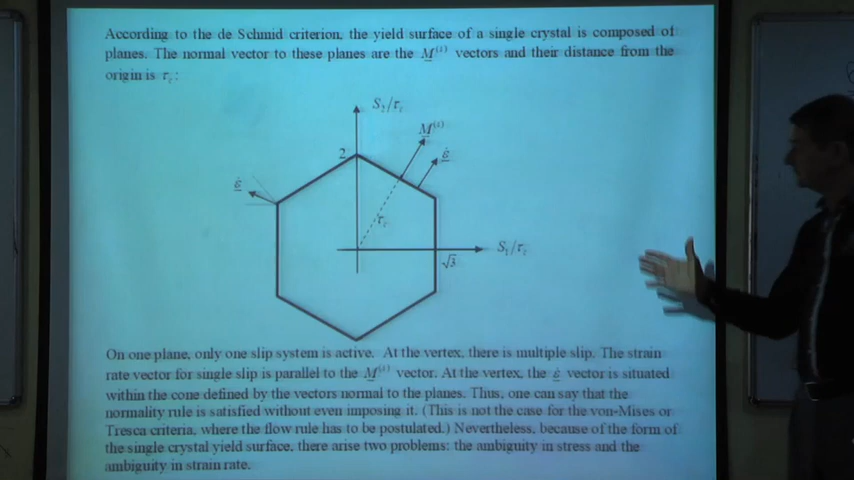 According to the de Schmid criterion, the yield surface of a single crystal is composed of
planes. The normal vector to these planes are the M⁽ˢ⁾ vectors and their distance from the
origin is τ_c :
S₂/τ_c
M⁽ˢ⁾
2
ε̇
ε̇
τ_c
S₁/τ_c
√3
On one plane, only one slip system is active. At the vertex, there is multiple slip. The strain
rate vector for single slip is parallel to the M⁽ˢ⁾ vector. At the vertex, the ε̇ vector is situated
within the cone defined by the vectors normal to the planes. Thus, one can say that the
normality rule is satisfied without even imposing it. (This is not the case for the von-Mises or
Tresca criteria, where the flow rule has to be postulated.) Nevertheless, because of the form of
the single crystal yield surface, there arise two problems: the ambiguity in stress and the
ambiguity in strain rate.